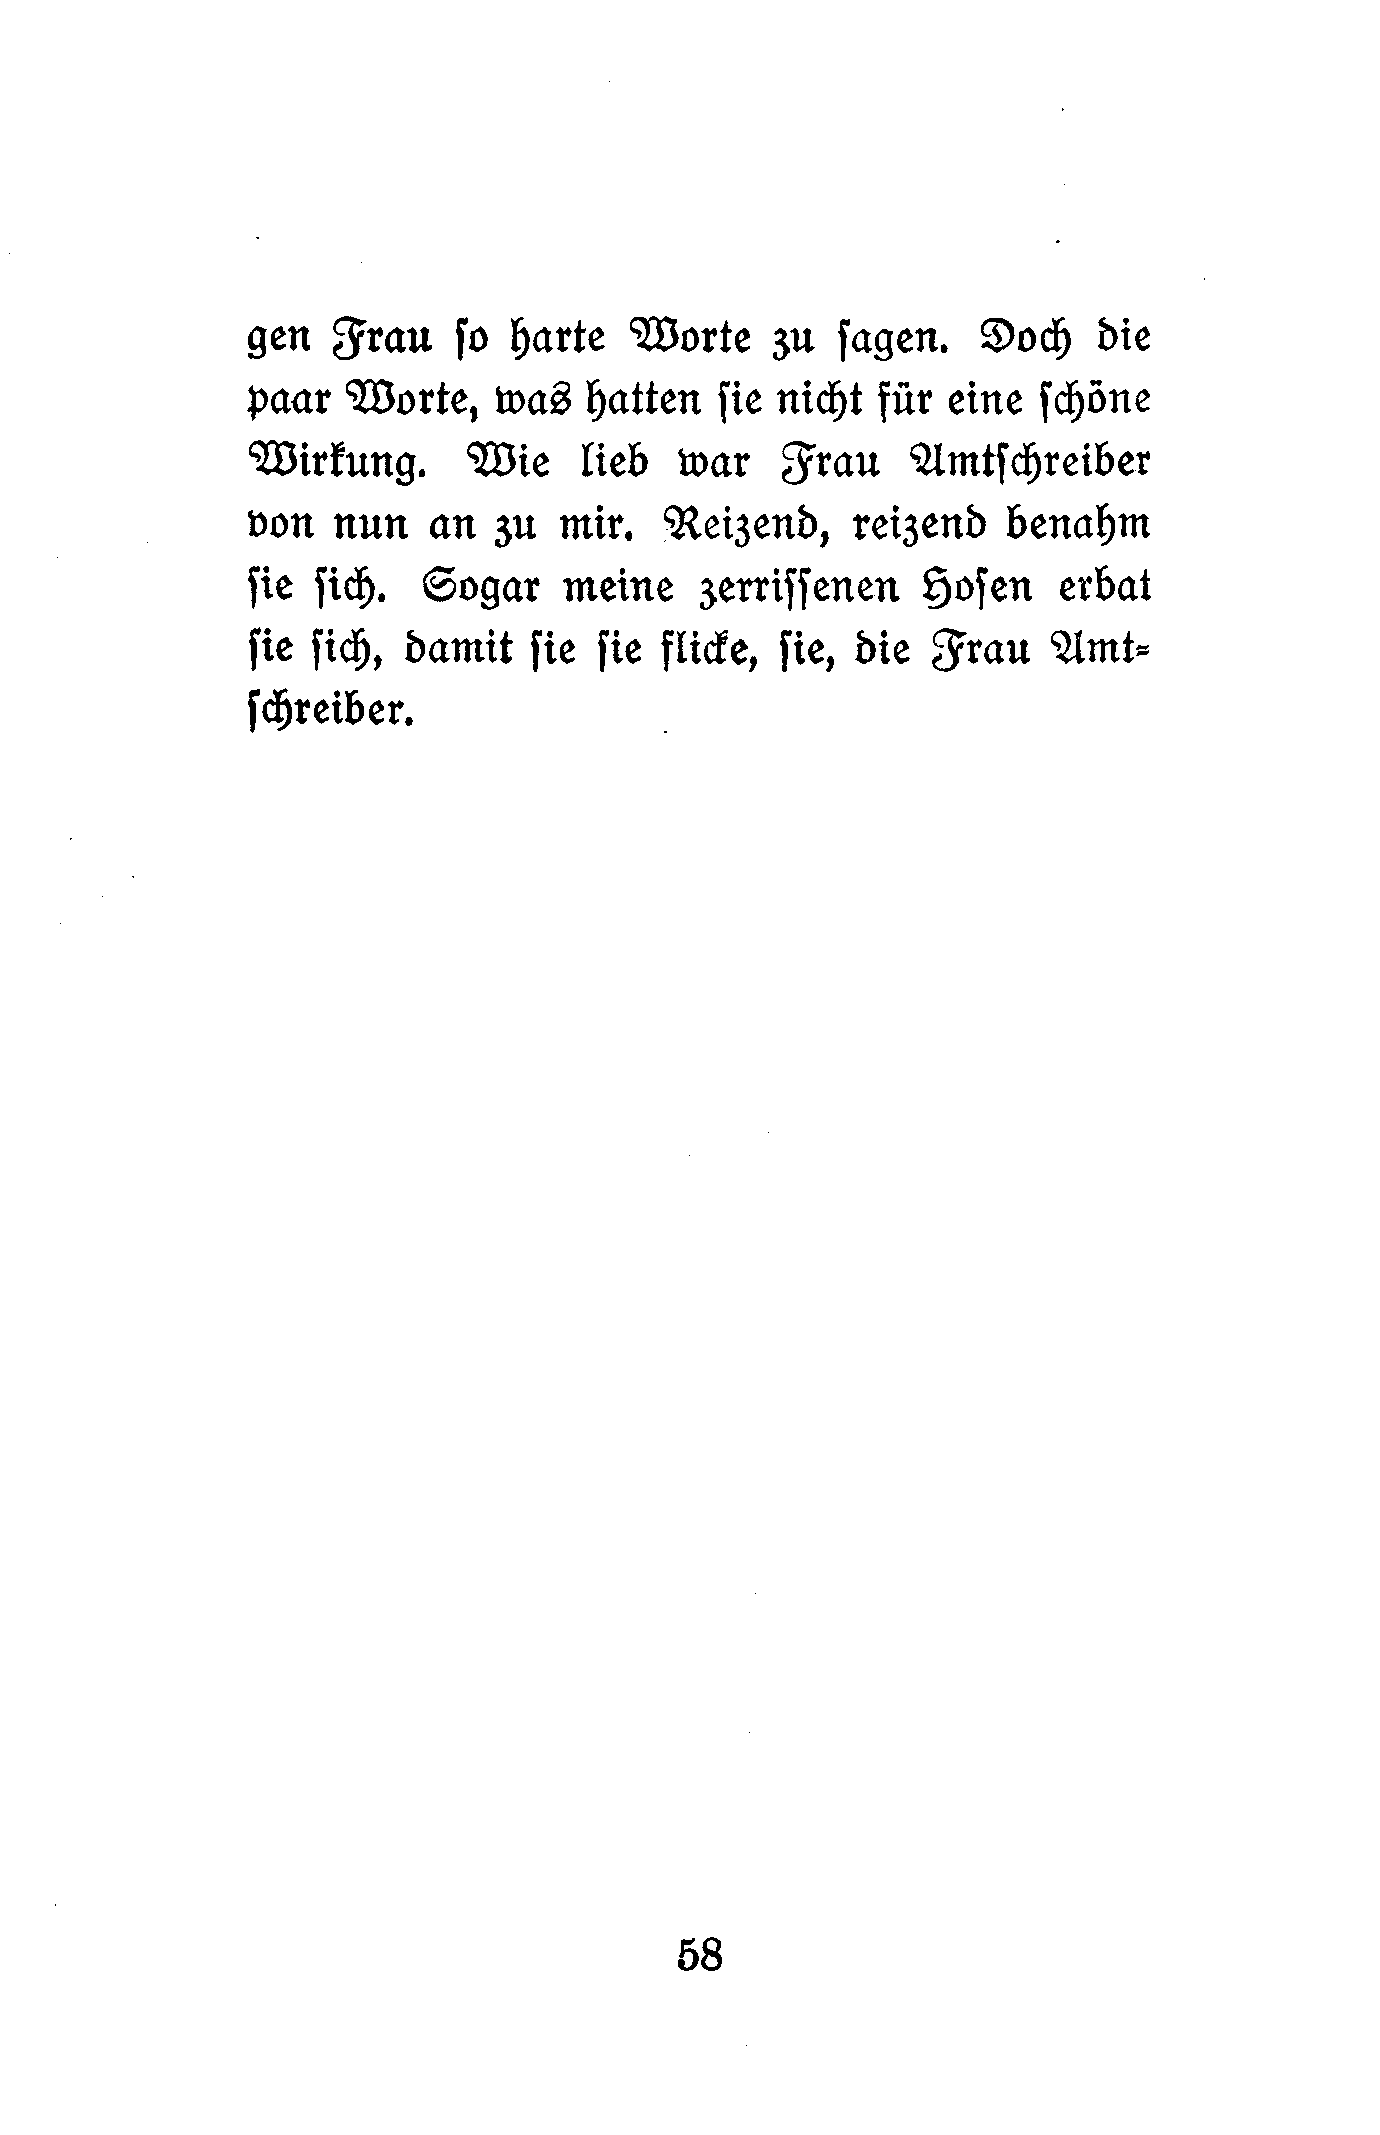 gen Frau ſo harte Worte zu ſagen. Doch die
paar Worte, was hatten ſie nicht für eine ſchöne
Wirkung. Wie lieb war Frau Amtſchreiber
von nun an zu mir. Reizend, reizend benahm
ſie ſich. Sogar meine zerriſſenen Hoſen erbat
ſie ſich, damit ſie ſie flicke, ſie, die Frau Amt⸗
ſchreiber.
58